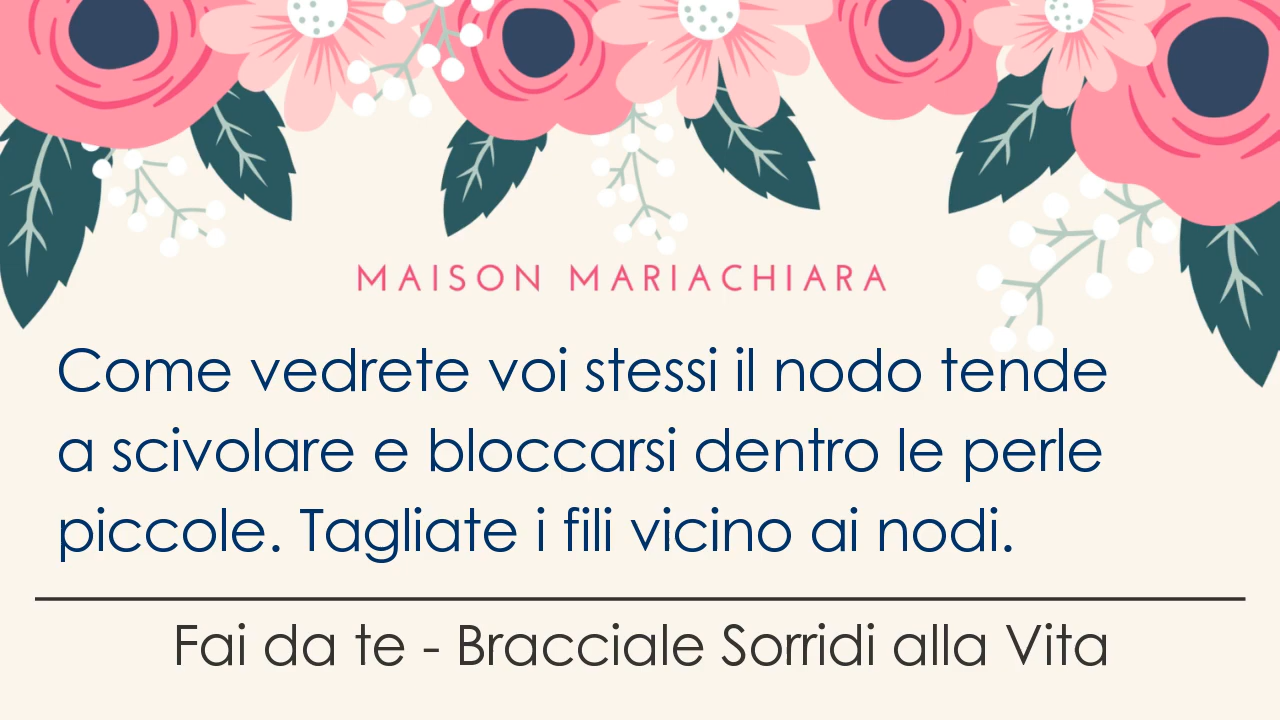 MAISON MARIACHIARA
Come vedrete voi stessi il nodo tende
a scivolare e bloccarsi dentro le perle
piccole. Tagliate i fili vicino ai nodi.
Fai da te - Bracciale Sorridi alla Vita